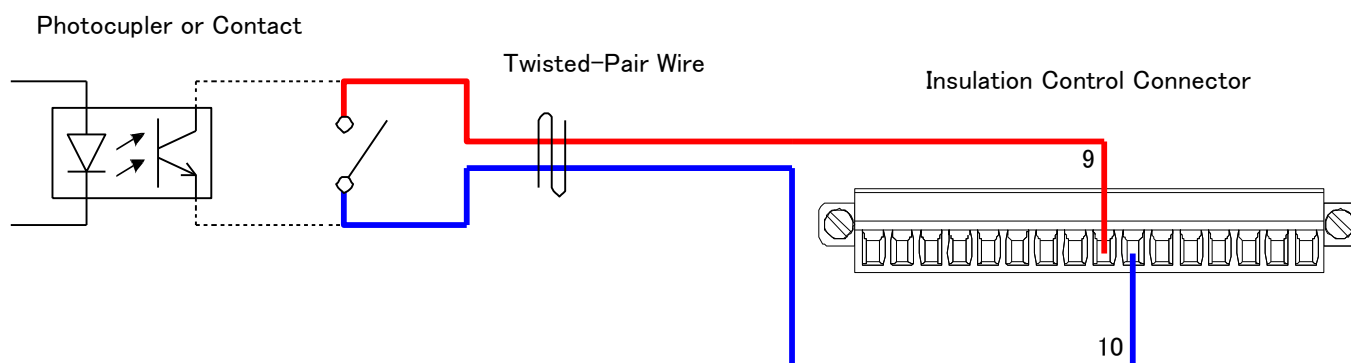 Photocupler or Contact
Twisted-Pair Wire
Insulation Control Connector
9
10